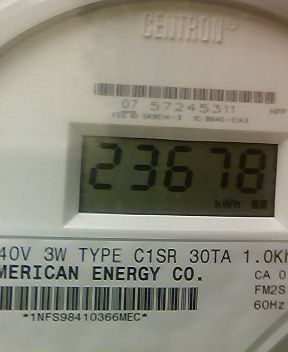 CENTRON®
07 57245311
23678
kWh
40V 3W TYPE C1SR 30TA 1.0Kh
MERICAN ENERGY CO.
CA 0
FM2S
60Hz
*1NFS98410366MEC*